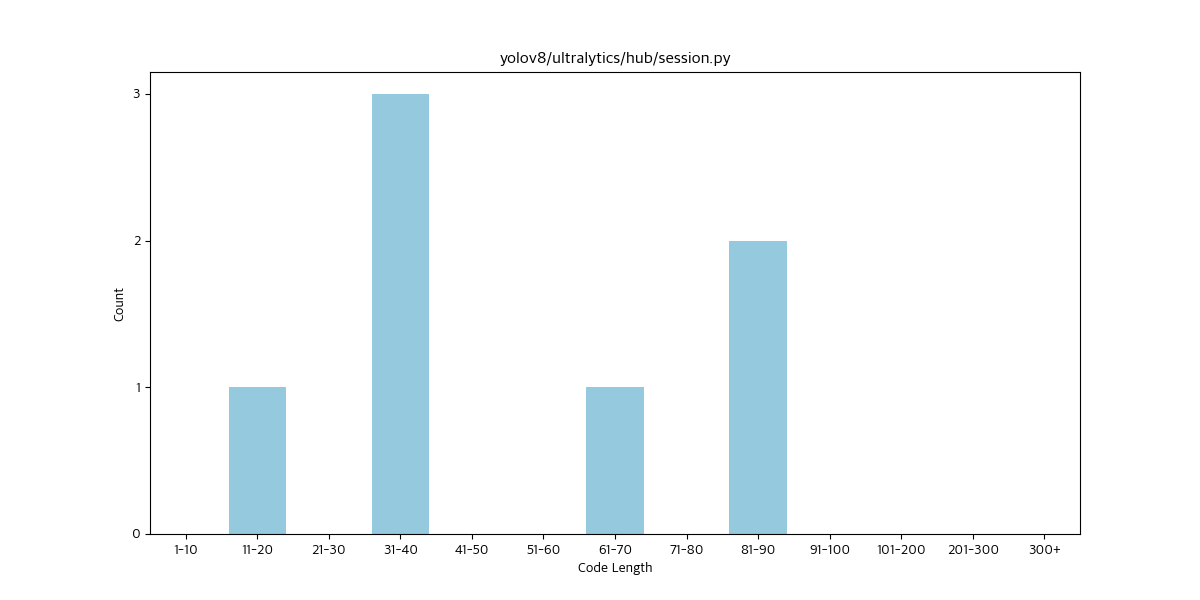 yolov8/ultralytics/hub/session.py
3
2
1
0
Count
1-10 11-20 21-30 31-40 41-50 51-60 61-70 71-80 81-90 91-100 101-200 201-300 300+
Code Length